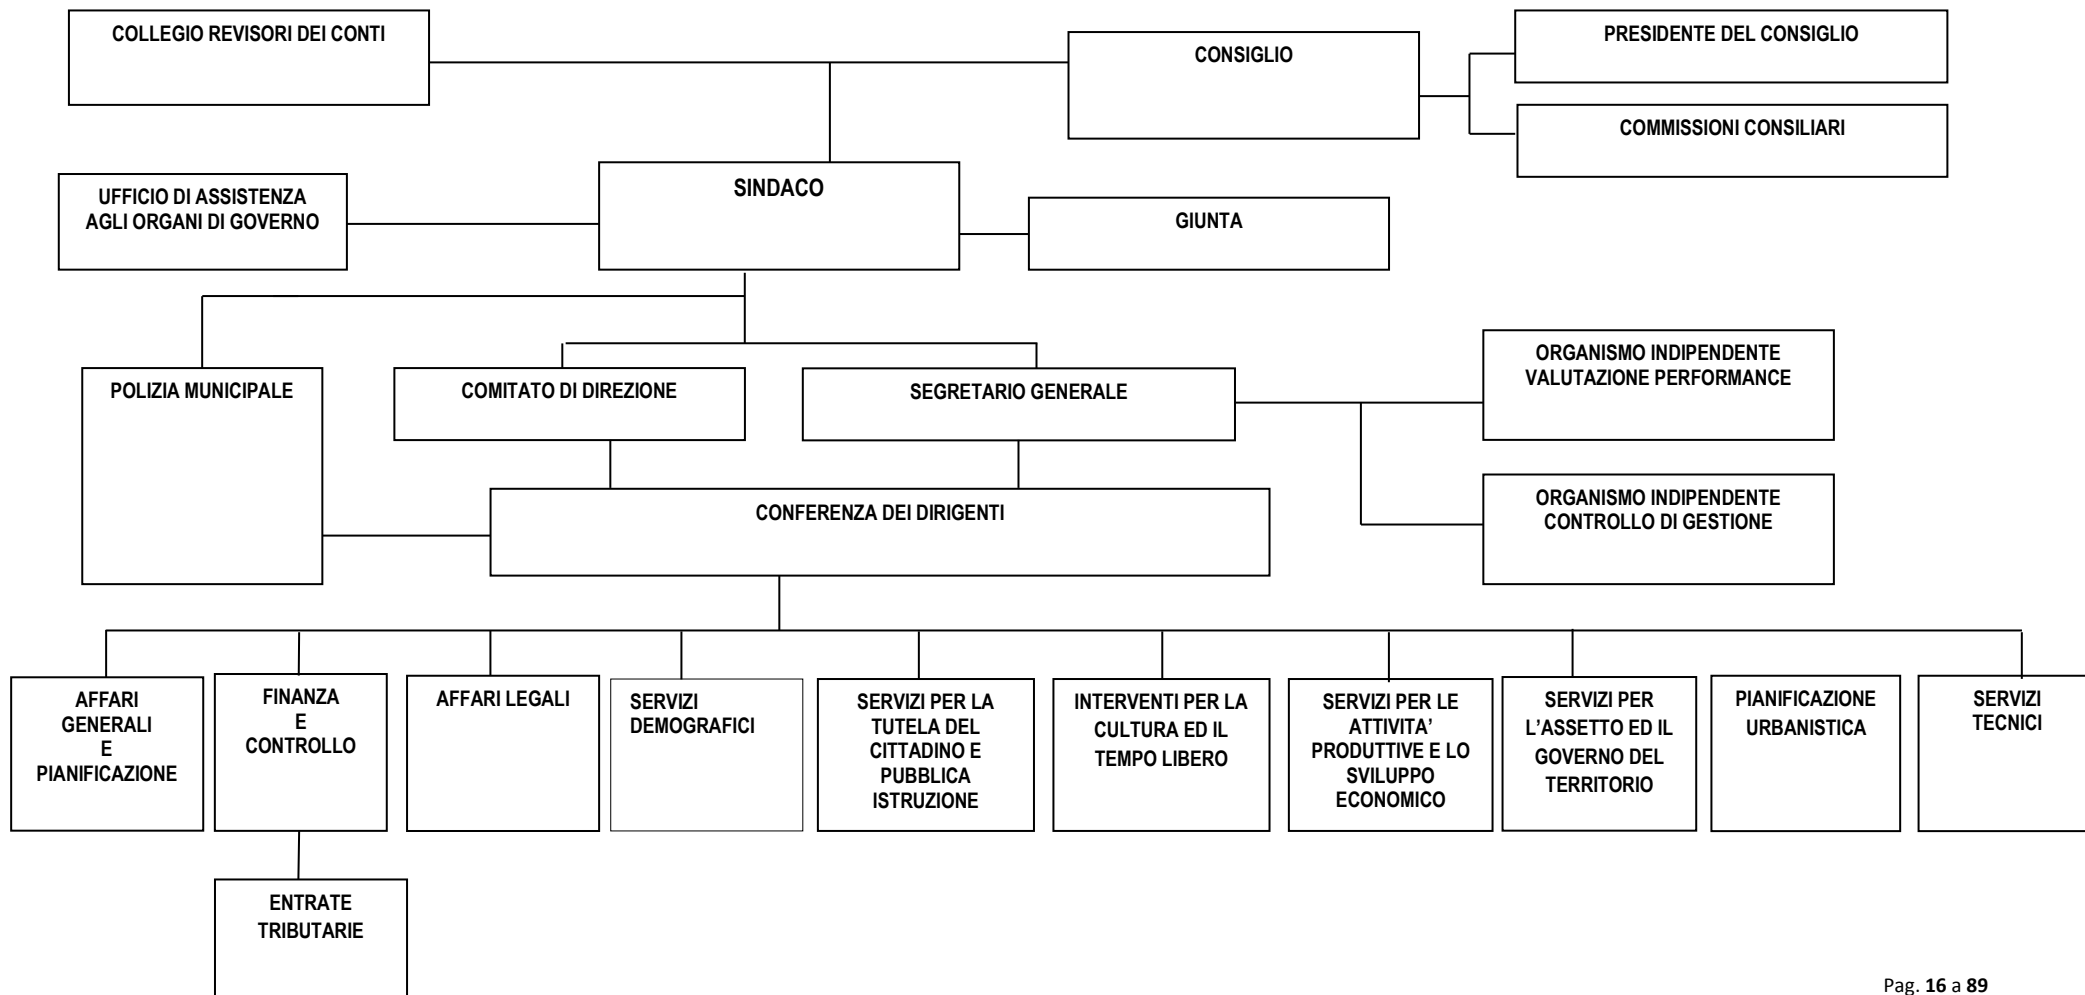 COLLEGIO REVISORI DEI CONTI
CONSIGLIO
PRESIDENTE DEL CONSIGLIO
COMMISSIONI CONSILIARI
UFFICIO DI ASSISTENZA
AGLI ORGANI DI GOVERNO
SINDACO
GIUNTA
POLIZIA MUNICIPALE
COMITATO DI DIREZIONE
SEGRETARIO GENERALE
ORGANISMO INDIPENDENTE
VALUTAZIONE PERFORMANCE
CONFERENZA DEI DIRIGENTI
ORGANISMO INDIPENDENTE
CONTROLLO DI GESTIONE
AFFARI
GENERALI
E
PIANIFICAZIONE
FINANZA
E
CONTROLLO
AFFARI LEGALI
SERVIZI
DEMOGRAFICI
SERVIZI PER LA
TUTELA DEL
CITTADINO E
PUBBLICA
ISTRUZIONE
INTERVENTI PER LA
CULTURA ED IL
TEMPO LIBERO
SERVIZI PER LE
ATTIVITA’
PRODUTTIVE E LO
SVILUPPO
ECONOMICO
SERVIZI PER
L’ASSETTO ED IL
GOVERNO DEL
TERRITORIO
PIANIFICAZIONE
URBANISTICA
SERVIZI
TECNICI
ENTRATE
TRIBUTARIE
Pag. 16 a 89